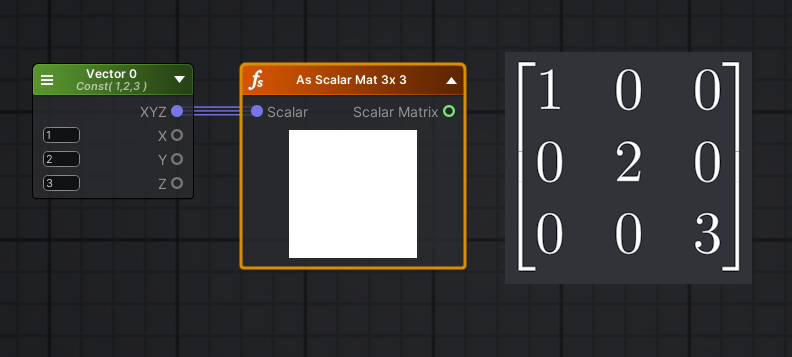 Vector 0
Const( 1,2,3 )
XYZ
X
Y
Z
1
2
3
fs
As Scalar Mat 3x 3
Scalar
Scalar Matrix
1 0 0
0 2 0
0 0 3